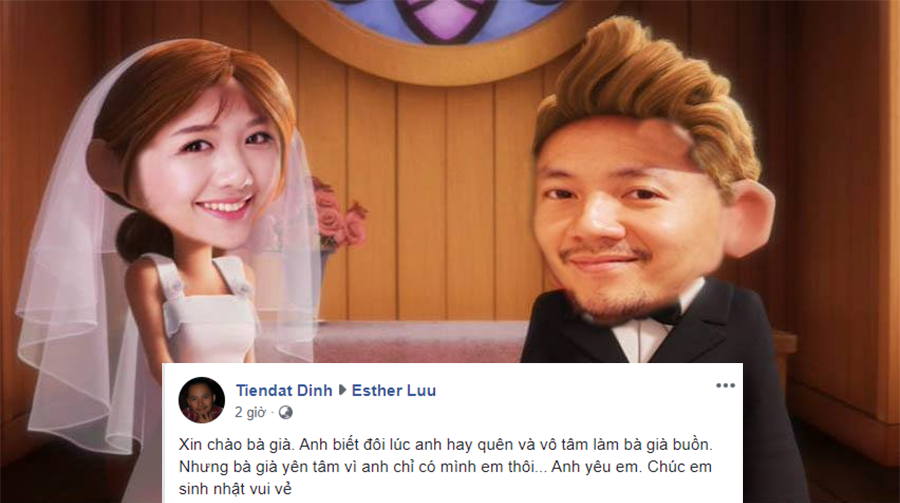 Tiendat Dinh ▸ Esther Luu
2 giờ ·
Xin chào bà già. Anh biết đôi lúc anh hay quên và vô tâm làm bà già buồn.
Nhưng bà già yên tâm vì anh chỉ có mình em thôi... Anh yêu em. Chúc em
sinh nhật vui vẻ